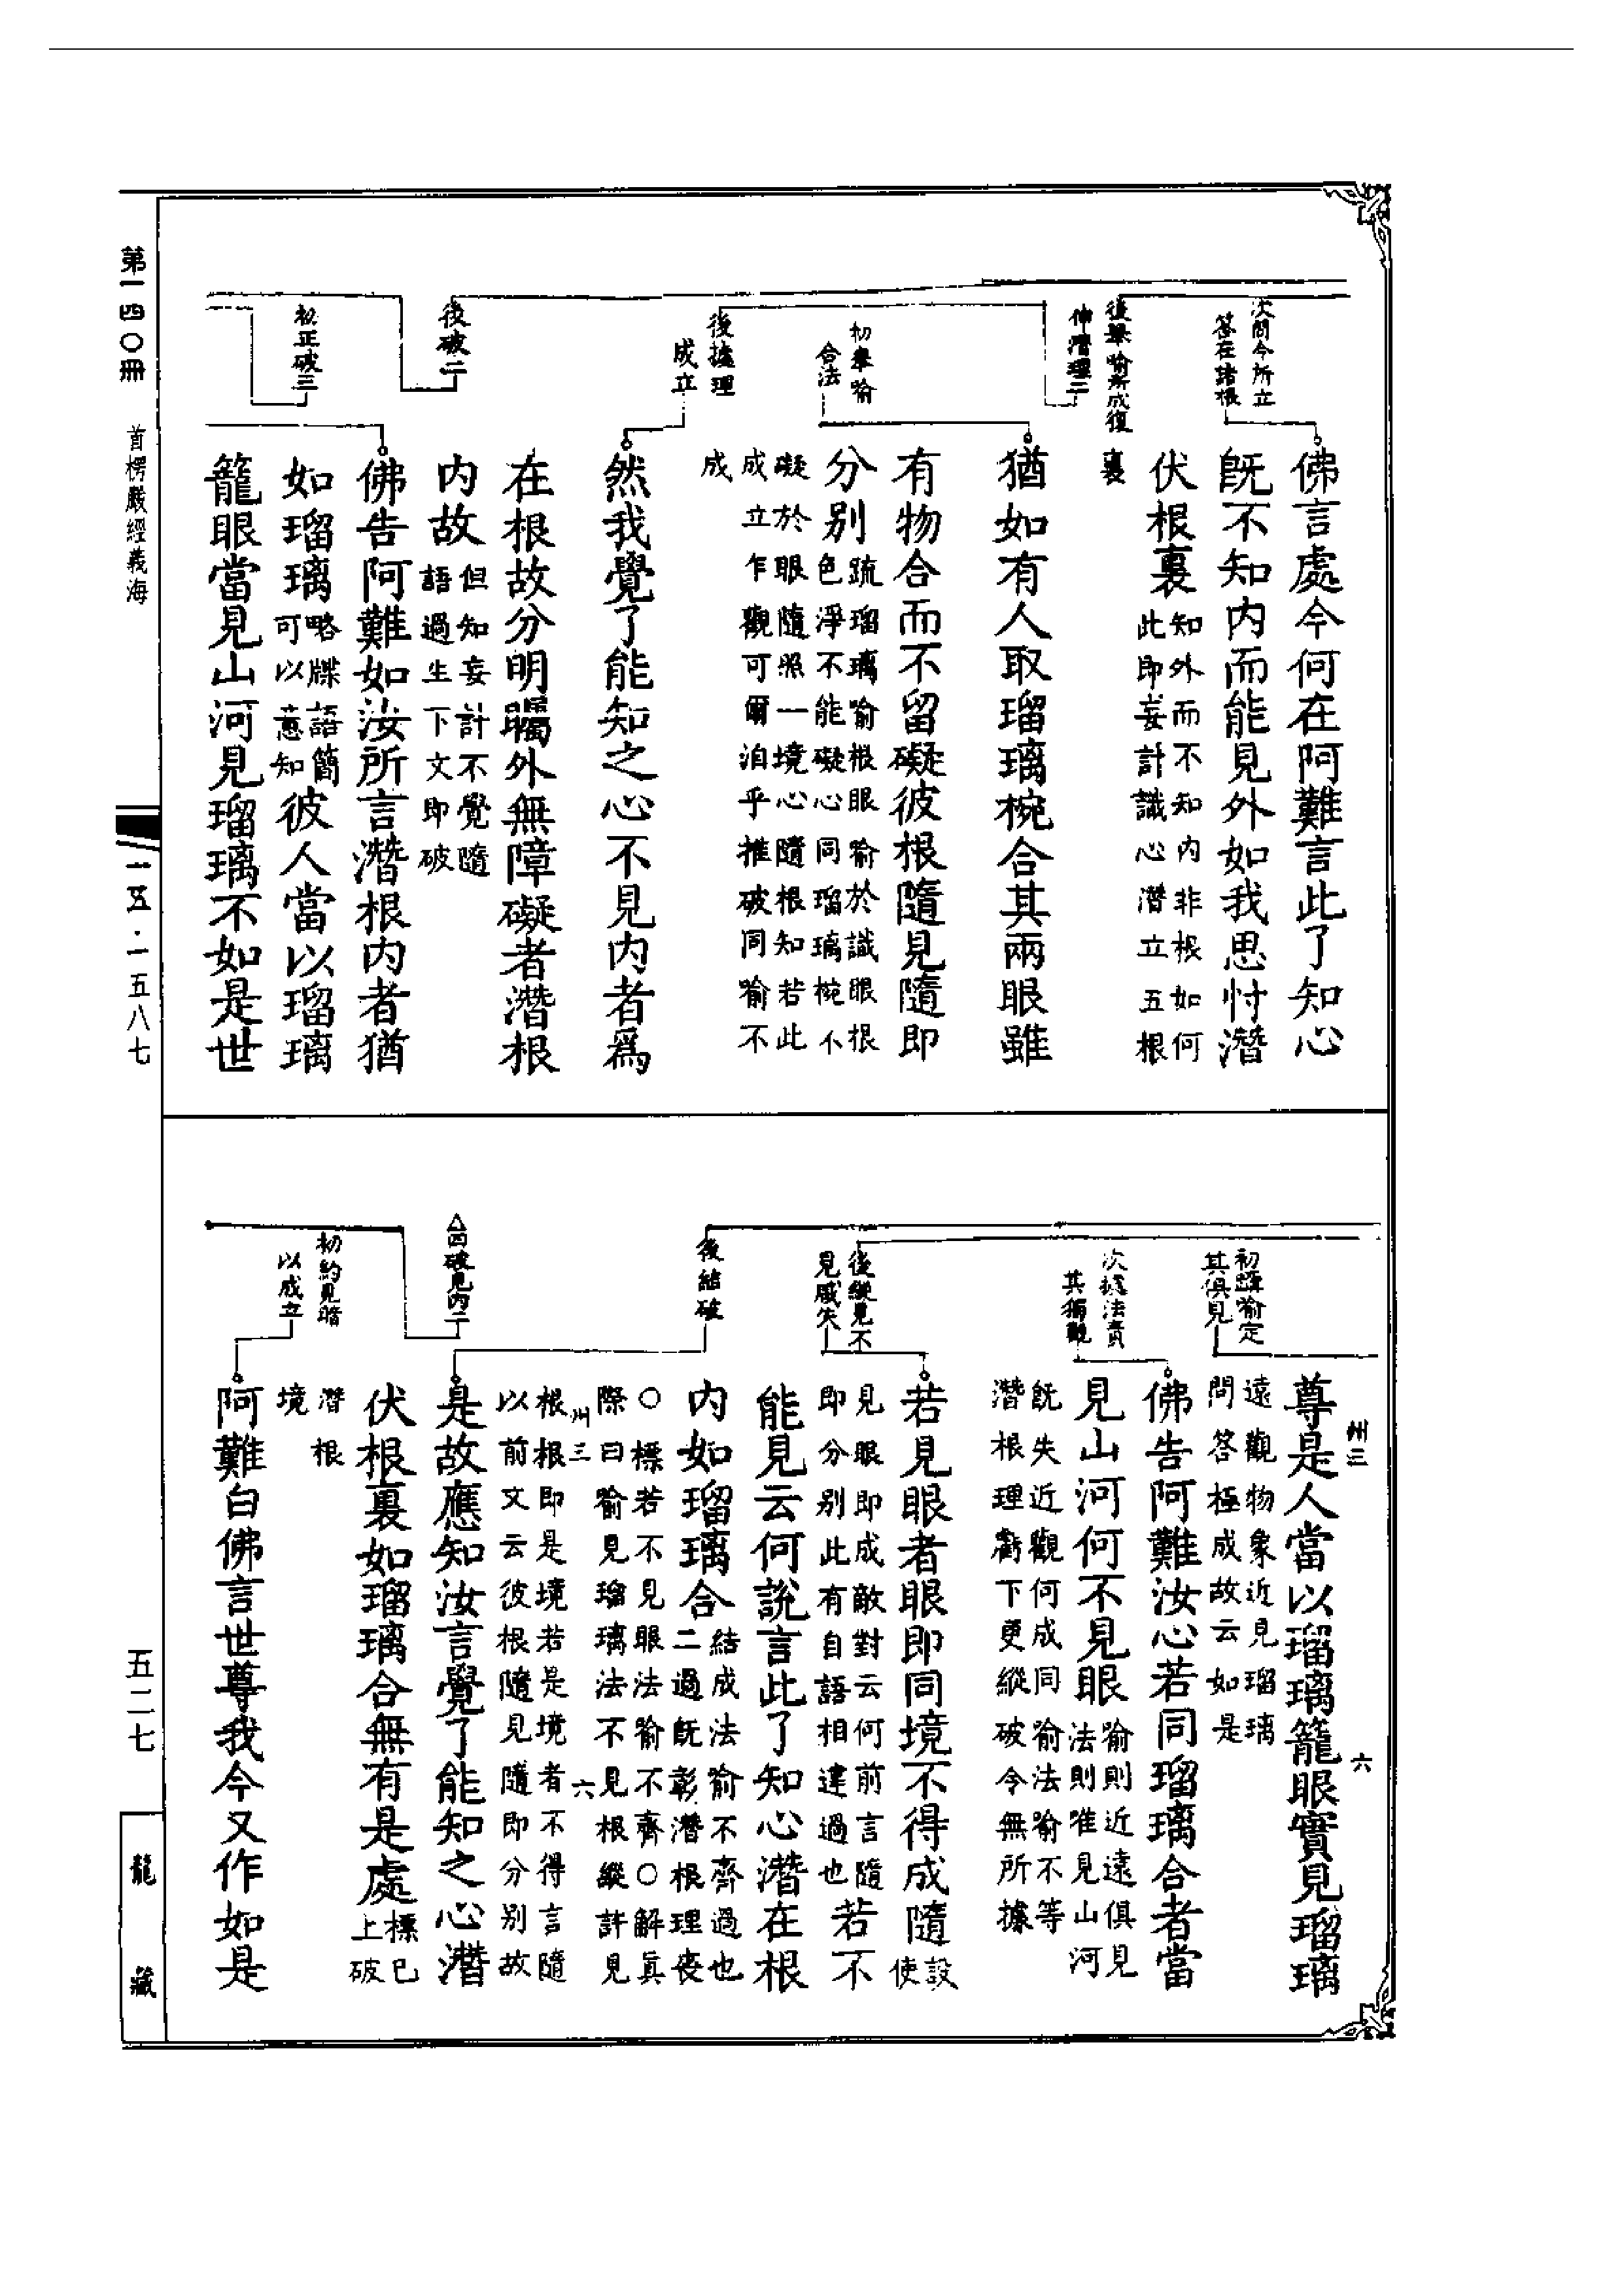 次問今所立
答在諸根
佛言處今何在阿難言此了知心
旣不知内而能見外如我思忖潛
伏根裏
知外而不知内非根如何
此即妄計識心潛立五根
裏
後舉喻所成復
伸潛理二
初舉喻
合法
猶如有人取瑠璃椀合其兩眼雖
有物合而不留礙彼根隨見隨即
分别
疏瑠璃喻根眼喻於識眼根
色淨不能礙心同瑠璃椀不
礙於眼隨照一境心隨根知若此
成立乍觀可爾洎乎推破同喻不
成
後據理
成立
然我覺了能知之心不見内者爲
在根故分明矚外無障礙者潛根
内故
但知妄計不覺隨
語過生下文即破
後破二
初正破三
佛告阿難如汝所言潛根内者猶
如瑠璃
略牒語簡
可以意知
彼人當以瑠璃
籠眼當見山河見瑠璃不如是世
第一四〇冊
首楞嚴經義海
一五·一五八七
五二七
龍藏
州三
六
初辯喻定
其俱見
尊是人當以瑠璃籠眼實見瑠璃
遠觀物象近見瑠璃
問答極成故云如是
次據法責
其獨觀
佛告阿難汝心若同瑠璃合者當
見山河何不見眼
喻則近遠俱見
法則唯見山河
旣失近觀何成同喻法喻不等
潛根理虧下更縱破令無所據
後縱見不
見臧失
若見眼者眼即同境不得成隨
設
使
見眼即成敵對云何前言隨
即分别此有自語相違過也
若不
能見云何說言此了知心潛在根
内如瑠璃合
結成法喻不齊過也
二過旣彰潛根理喪
〇標若不見眼法喻不齊〇解真
際曰喻見瑠璃法不見根縱許見
州三
六
根根即是境若是境者不得言隨
以前文云彼根隨見隨即分别故
後結破
是故應知汝言覺了能知之心潛
伏根裏如瑠璃合無有是處
標已
上破
潛根
境
△四破見内二
初約見暗
以成立
阿難白佛言世尊我今又作如是